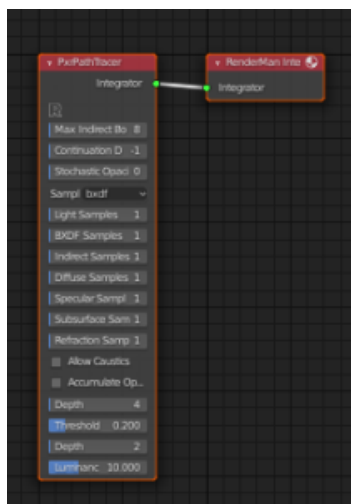 PxrPathTracer
RenderMan Inte
Integrator
Integrator
Max Indirect Bo 8
Continuation D -1
Stochastic Opaci 0
Sampl bxdf
Light Samples 1
BXDF Samples 1
Indirect Samples 1
Diffuse Samples 1
Specular Sampl 1
Subsurface Sam 1
Refraction Samp 1
Allow Caustics
Accumulate Op...
Depth 4
Threshold 0.200
Depth 2
Luminanc 10.000